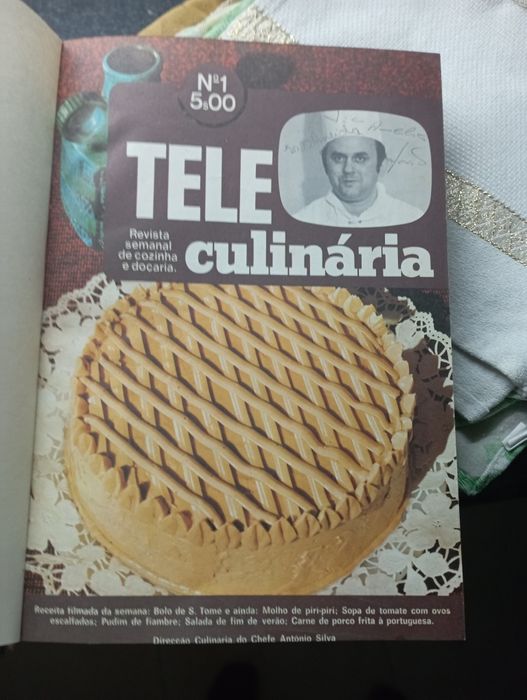 Nº1
5$00
TELE
culinária
Revista
semanal
de cozinha
e doçaria.
Receita filmada da semana: Bolo de S. Tomé e ainda: Molho de piri-piri; Sopa de tomate com ovos
escalfados; Pudim de fiambre; Salada de fim de verão; Carne de porco frita à portuguesa.
Direcção Culinária do Chefe António Silva